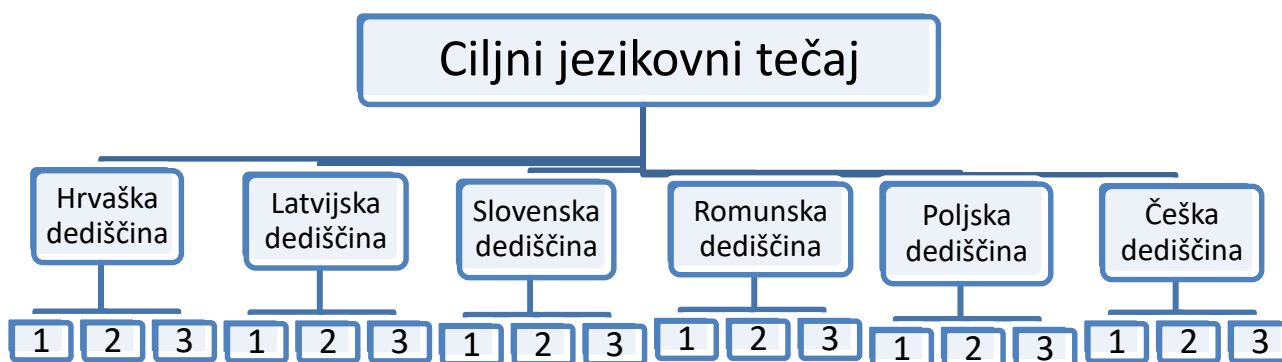 Ciljni jezikovni tečaj
Hrvaška
dediščina
Latvijska
dediščina
Slovenska
dediščina
Romunska
dediščina
Poljska
dediščina
Češka
dediščina
1 2 3 1 2 3 1 2 3 1 2 3 1 2 3 1 2 3